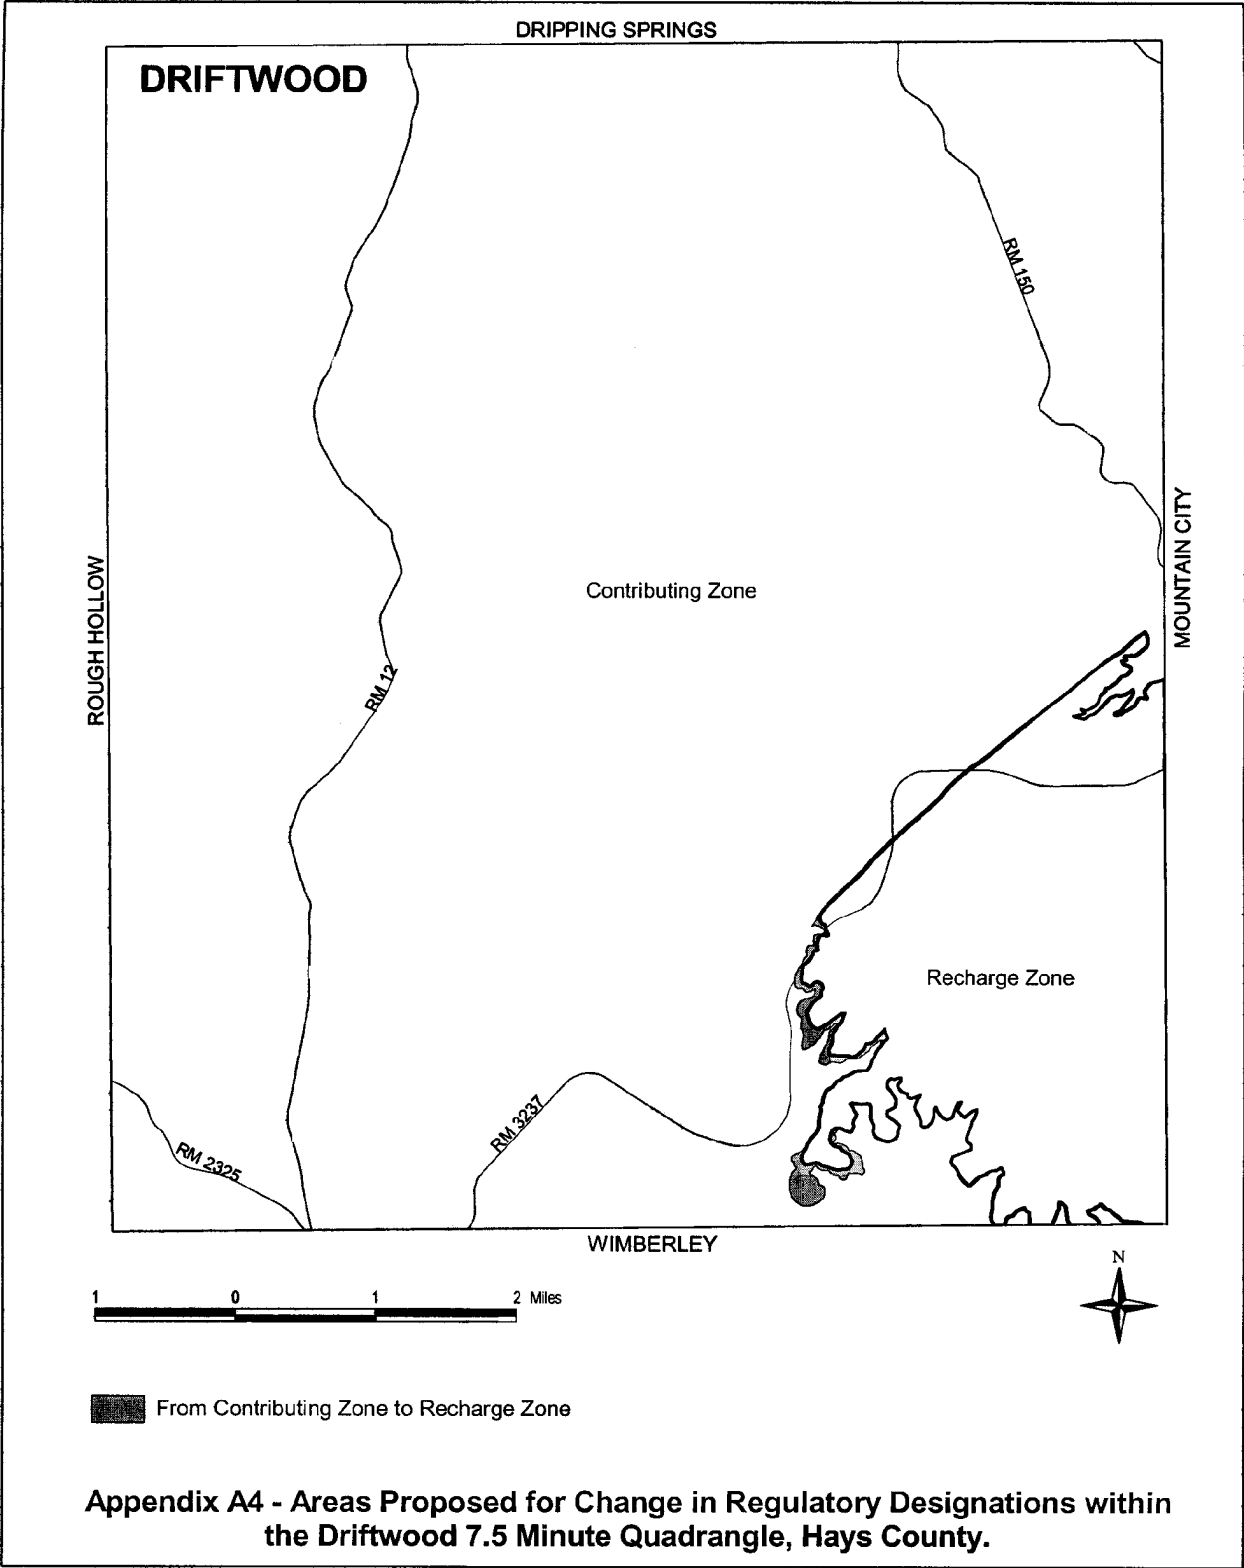 DRIPPING SPRINGS
DRIFTWOOD
RM 150
MOUNTAIN CITY
ROUGH HOLLOW
Contributing Zone
RM 12
Recharge Zone
RM 3237
RM 2325
WIMBERLEY
N
1 0 1 2 Miles
From Contributing Zone to Recharge Zone
Appendix A4 - Areas Proposed for Change in Regulatory Designations within
the Driftwood 7.5 Minute Quadrangle, Hays County.